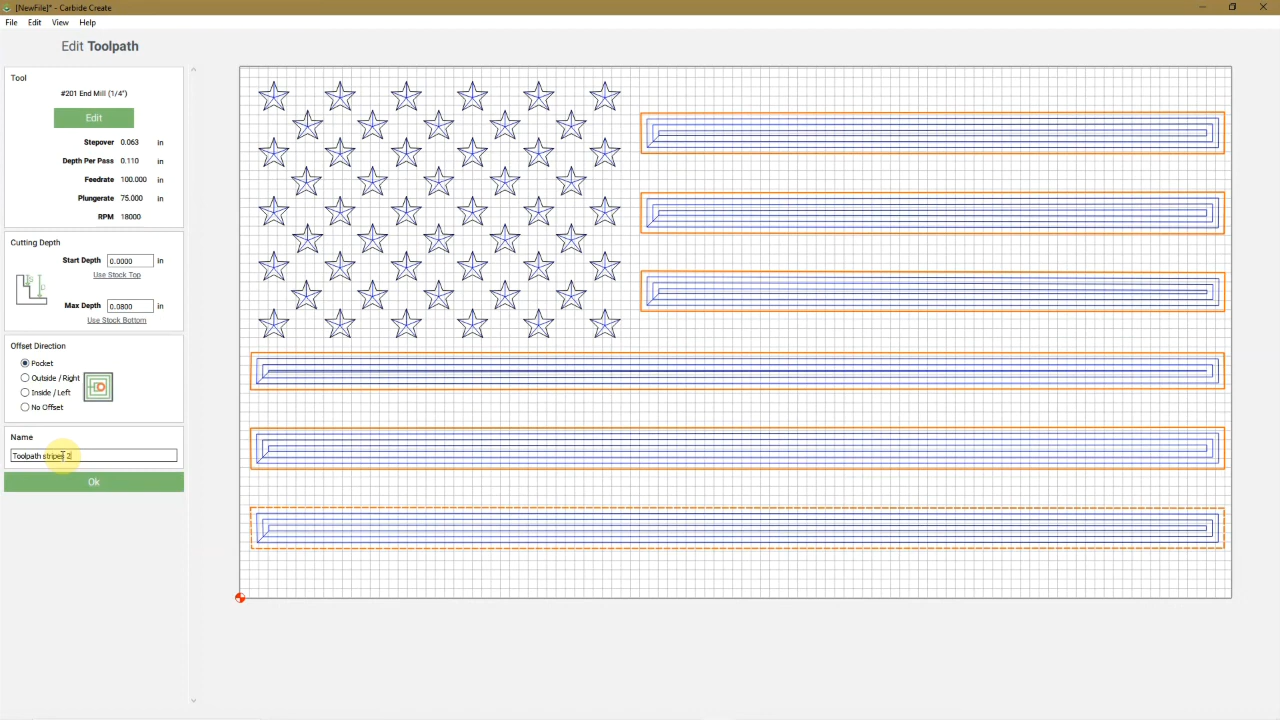 [NewFile]* - Carbide Create
File Edit View Help
Edit Toolpath
Tool
#201 End Mill (1/4")
Edit
Stepover 0.063 in
Depth Per Pass 0.110 in
Feedrate 100.000 in
Plungerate 75.000 in
RPM 18000
Cutting Depth
Start Depth 0.0000 in
Use Stock Top
Max Depth 0.0800 in
Use Stock Bottom
Offset Direction
Pocket
Outside / Right
Inside / Left
No Offset
Name
Toolpath stripes 2
Ok